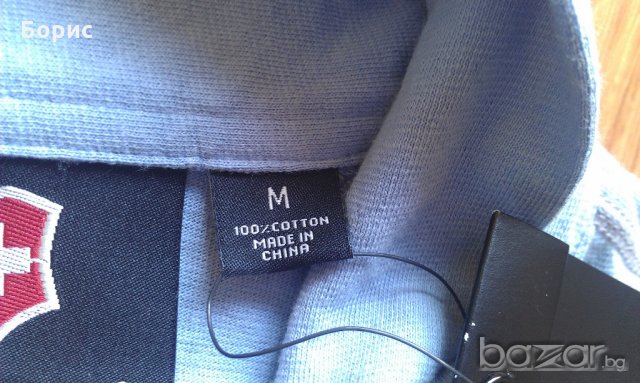 Борис
M
100%COTTON
MADE IN
CHINA
bazar.bg